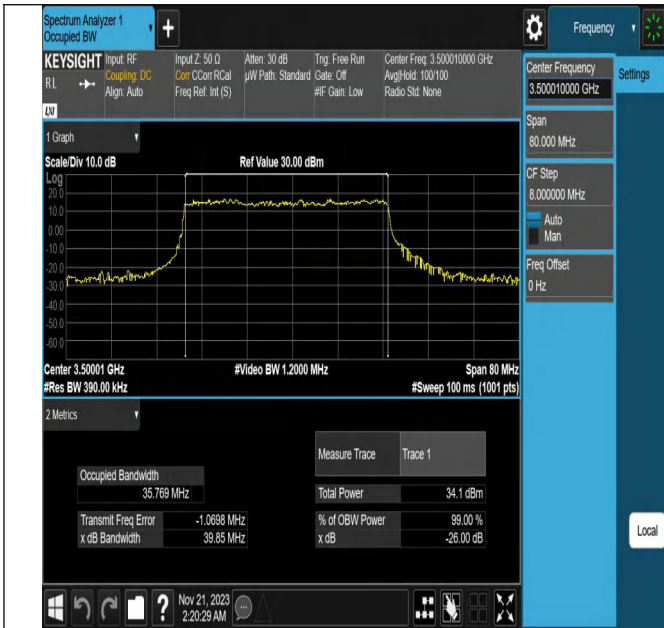 Spectrum Analyzer 1
Occupied BW
+
Frequency
KEYSIGHT
RL
LXI
Input: RF
Coupling: DC
Align: Auto
Input Z: 50 Ω
Corr CCorr RCal
Freq Ref: Int (S)
Atten: 30 dB
µW Path: Standard
Trig: Free Run
Gate: Off
#IF Gain: Low
Center Freq: 3.500010000 GHz
Avg|Hold: 100/100
Radio Std: None
Center Frequency
3.500010000 GHz
Settings
Span
80.000 MHz
CF Step
8.000000 MHz
Auto
Man
Freq Offset
0 Hz
Local
1 Graph
Scale/Div 10.0 dB
Ref Value 30.00 dBm
Log
20.0
10.0
0.00
-10.0
-20.0
-30.0
-40.0
-50.0
-60.0
Center 3.50001 GHz
#Video BW 1.2000 MHz
Span 80 MHz
#Res BW 390.00 kHz
#Sweep 100 ms (1001 pts)
2 Metrics
Measure Trace Trace 1
Occupied Bandwidth
35.769 MHz
Total Power 34.1 dBm
Transmit Freq Error -1.0698 MHz
% of OBW Power 99.00 %
x dB Bandwidth 39.85 MHz
x dB -26.00 dB
?
Nov 21, 2023
2:20:29 AM